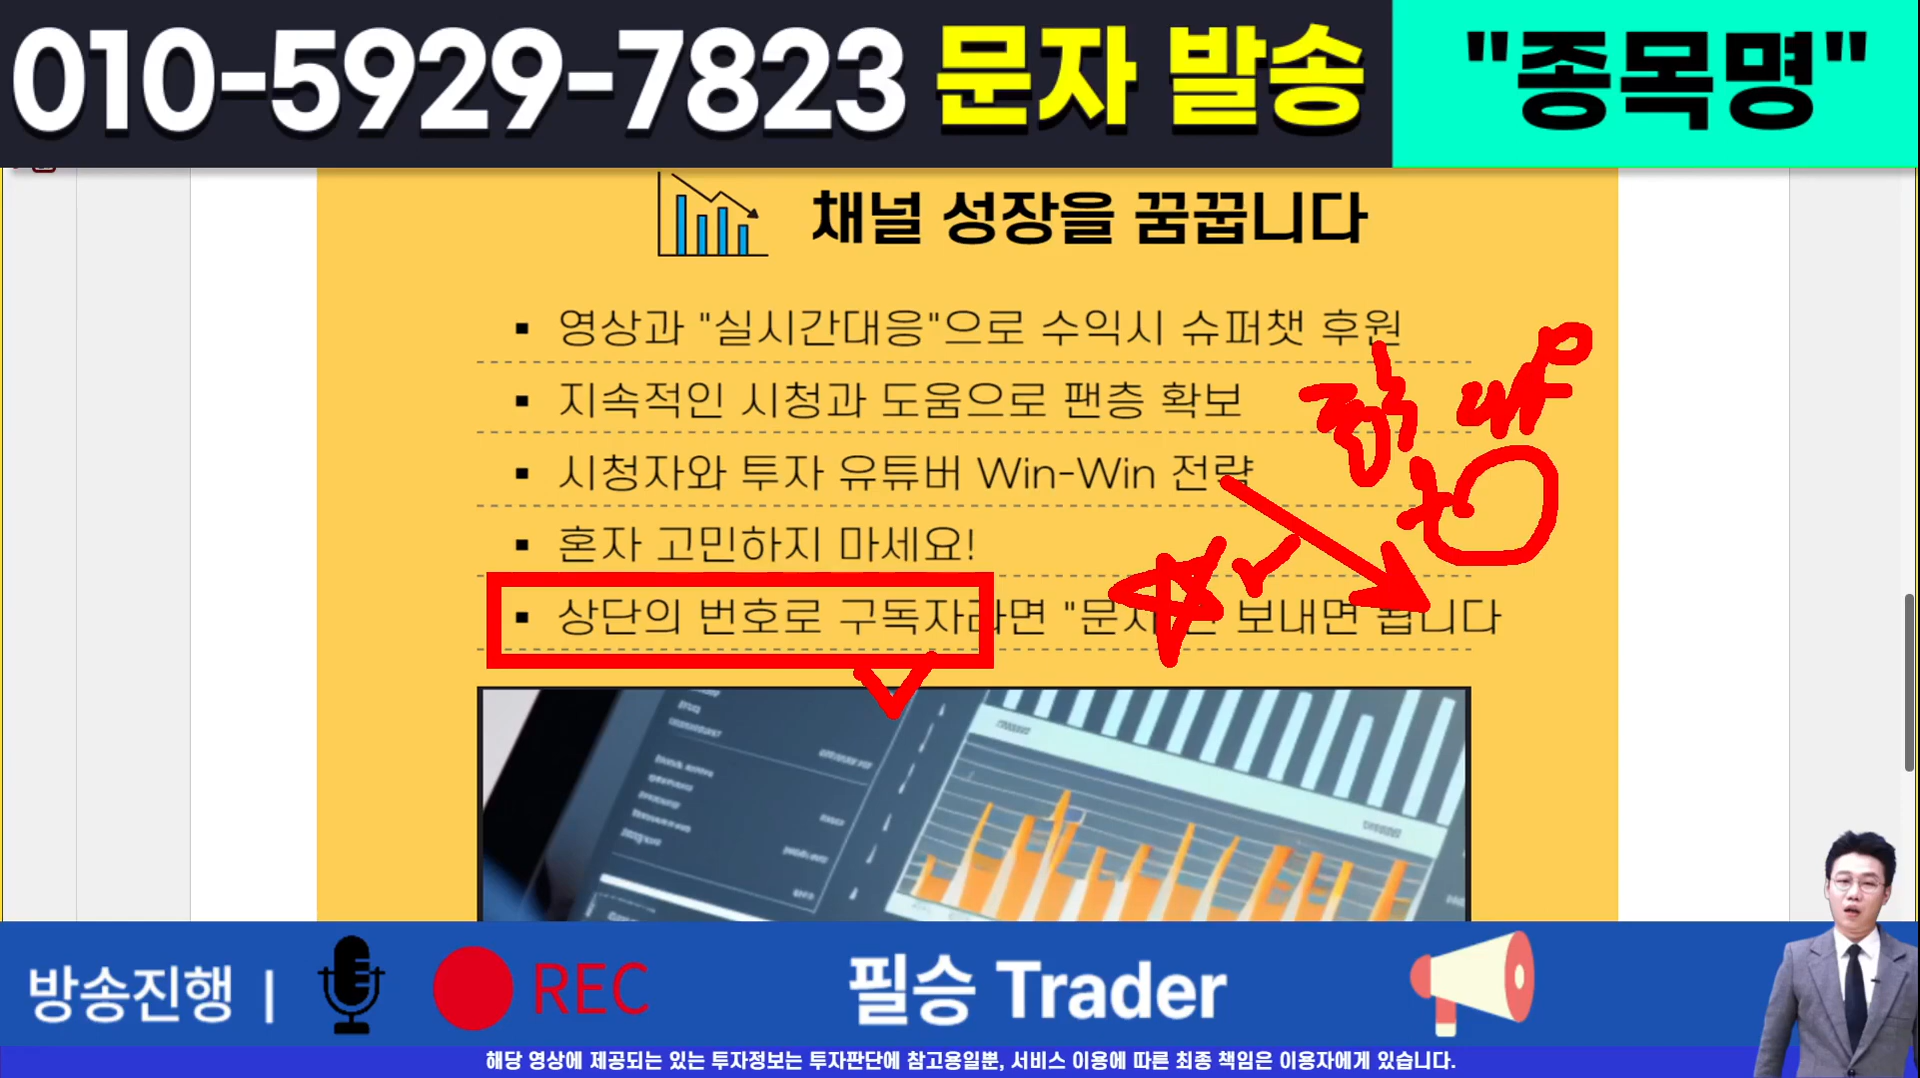 010-5929-7823 문자 발송 "종목명"
채널 성장을 꿈꿉니다
▪ 영상과 "실시간대응"으로 수익시 슈퍼챗 후원
▪ 지속적인 시청과 도움으로 팬층 확보
▪ 시청자와 투자 유튜버 Win-Win 전략
▪ 혼자 고민하지 마세요!
▪ 상단의 번호로 구독자라면 보내면 됩니다
방송진행 | REC 필승 Trader
해당 영상에 제공되는 있는 투자정보는 투자판단에 참고용일뿐, 서비스 이용에 따른 최종 책임은 이용자에게 있습니다.